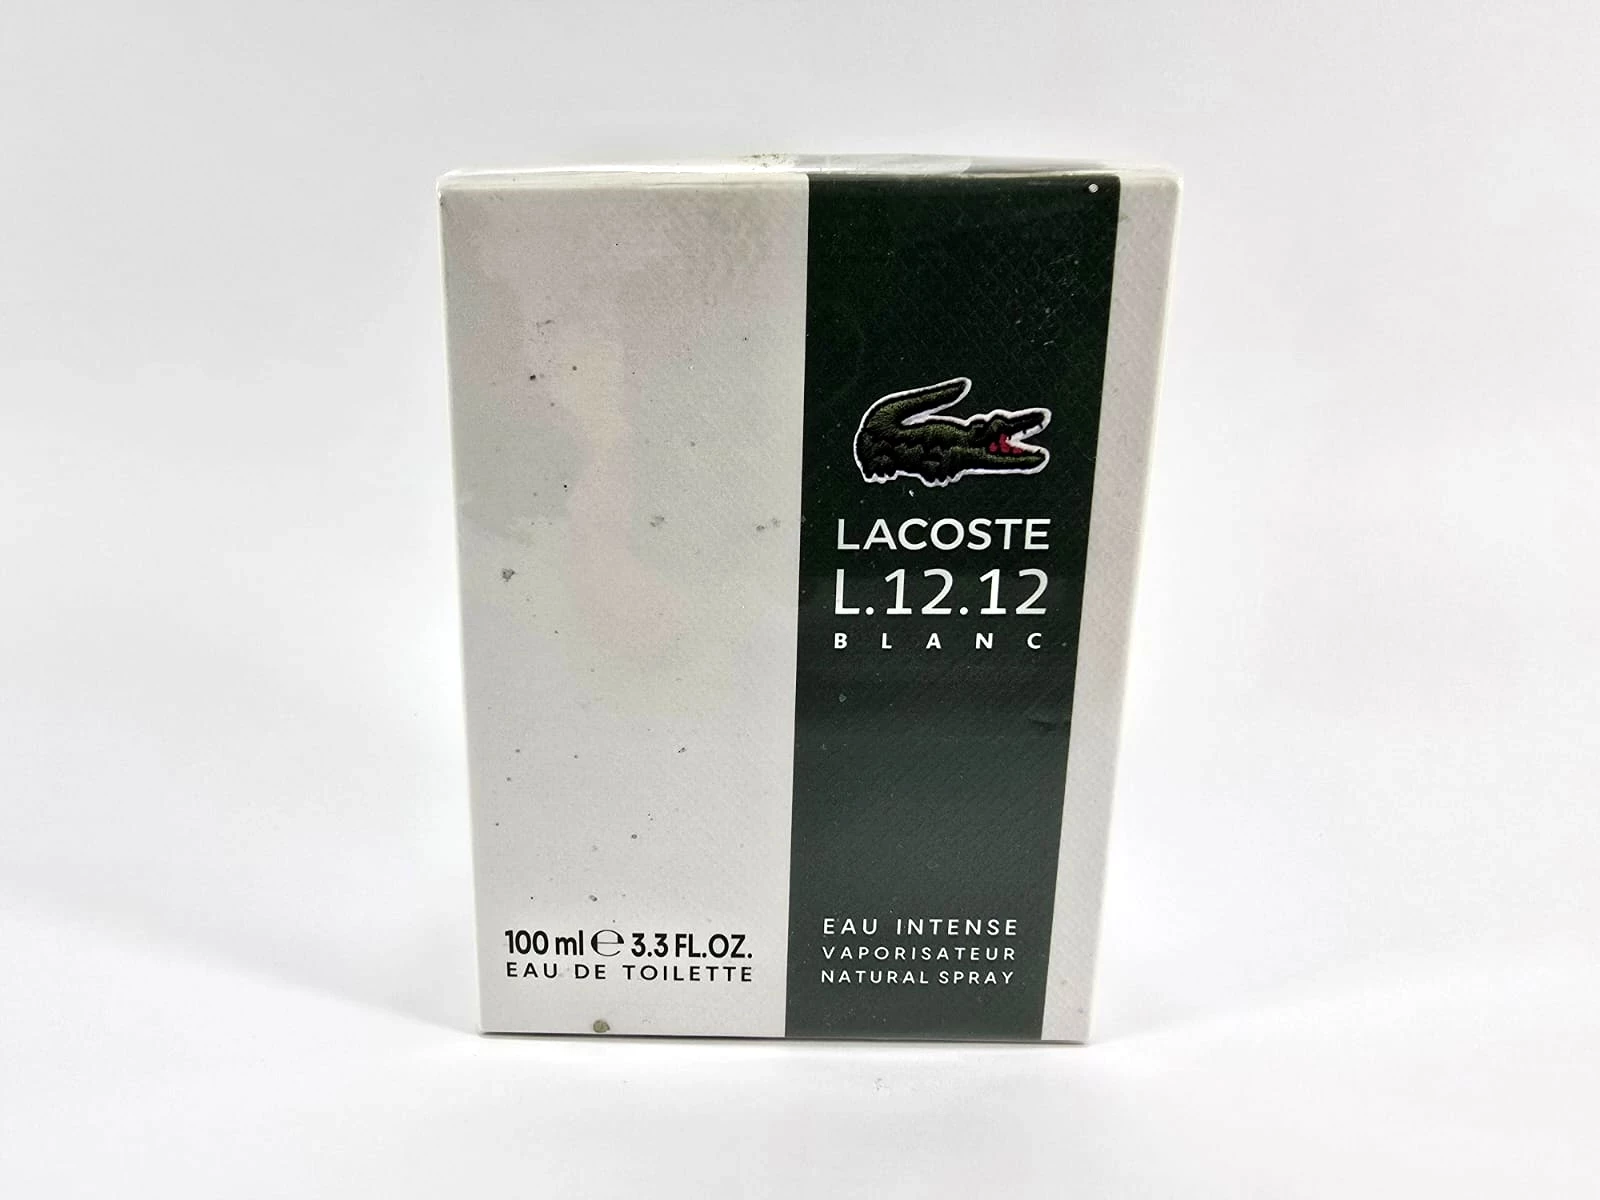 LACOSTE
L.12.12
BLANC
100 ml ℮ 3.3 FL.OZ.
EAU DE TOILETTE
EAU INTENSE
VAPORISATEUR
NATURAL SPRAY